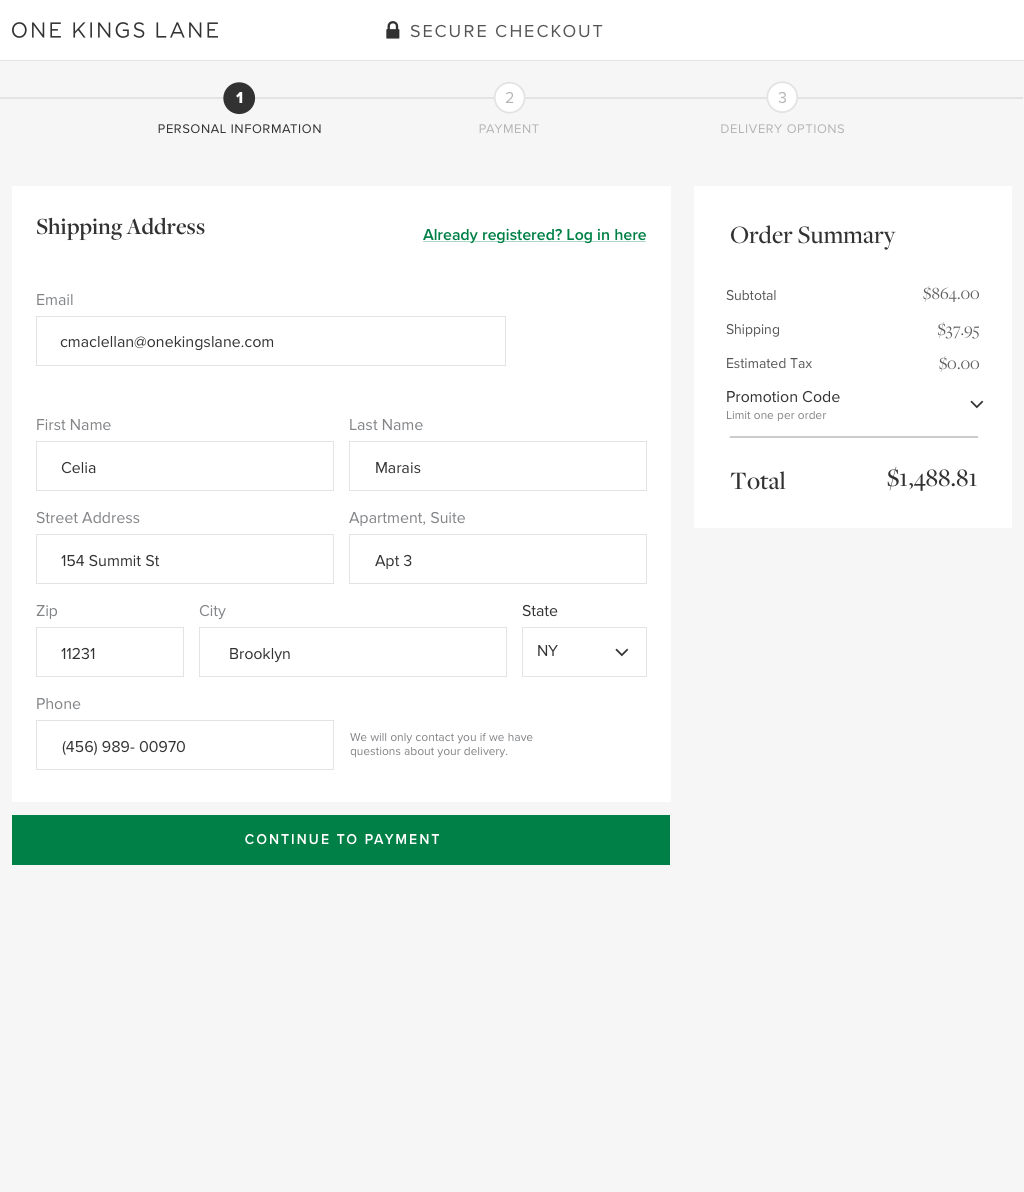 ONE KINGS LANE
SECURE CHECKOUT
1
2
3
PERSONAL INFORMATION
PAYMENT
DELIVERY OPTIONS
Shipping Address
Already registered? Log in here
Email
cmaclellan@onekingslane.com
First Name
Last Name
Celia
Marais
Street Address
Apartment, Suite
154 Summit St
Apt 3
Zip
City
State
11231
Brooklyn
NY
Phone
(456) 989- 00970
We will only contact you if we have
questions about your delivery.
CONTINUE TO PAYMENT
Order Summary
Subtotal $864.00
Shipping $37.95
Estimated Tax $0.00
Promotion Code
Limit one per order
Total $1,488.81